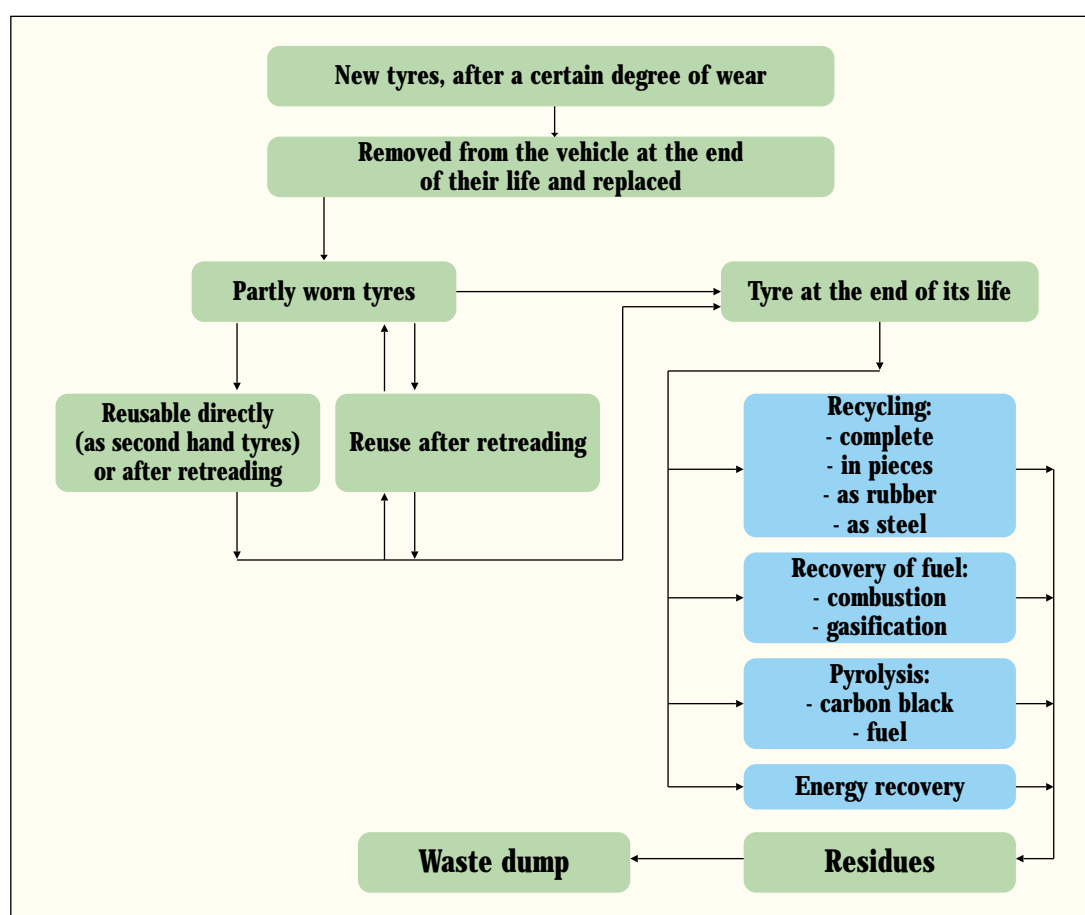 New tyres, after a certain degree of wear
Removed from the vehicle at the end
of their life and replaced
Partly worn tyres
Tyre at the end of its life
Reusable directly
(as second hand tyres)
or after retreading
Reuse after retreading
Recycling:
- complete
- in pieces
- as rubber
- as steel
Recovery of fuel:
- combustion
- gasification
Pyrolysis:
- carbon black
- fuel
Energy recovery
Waste dump
Residues